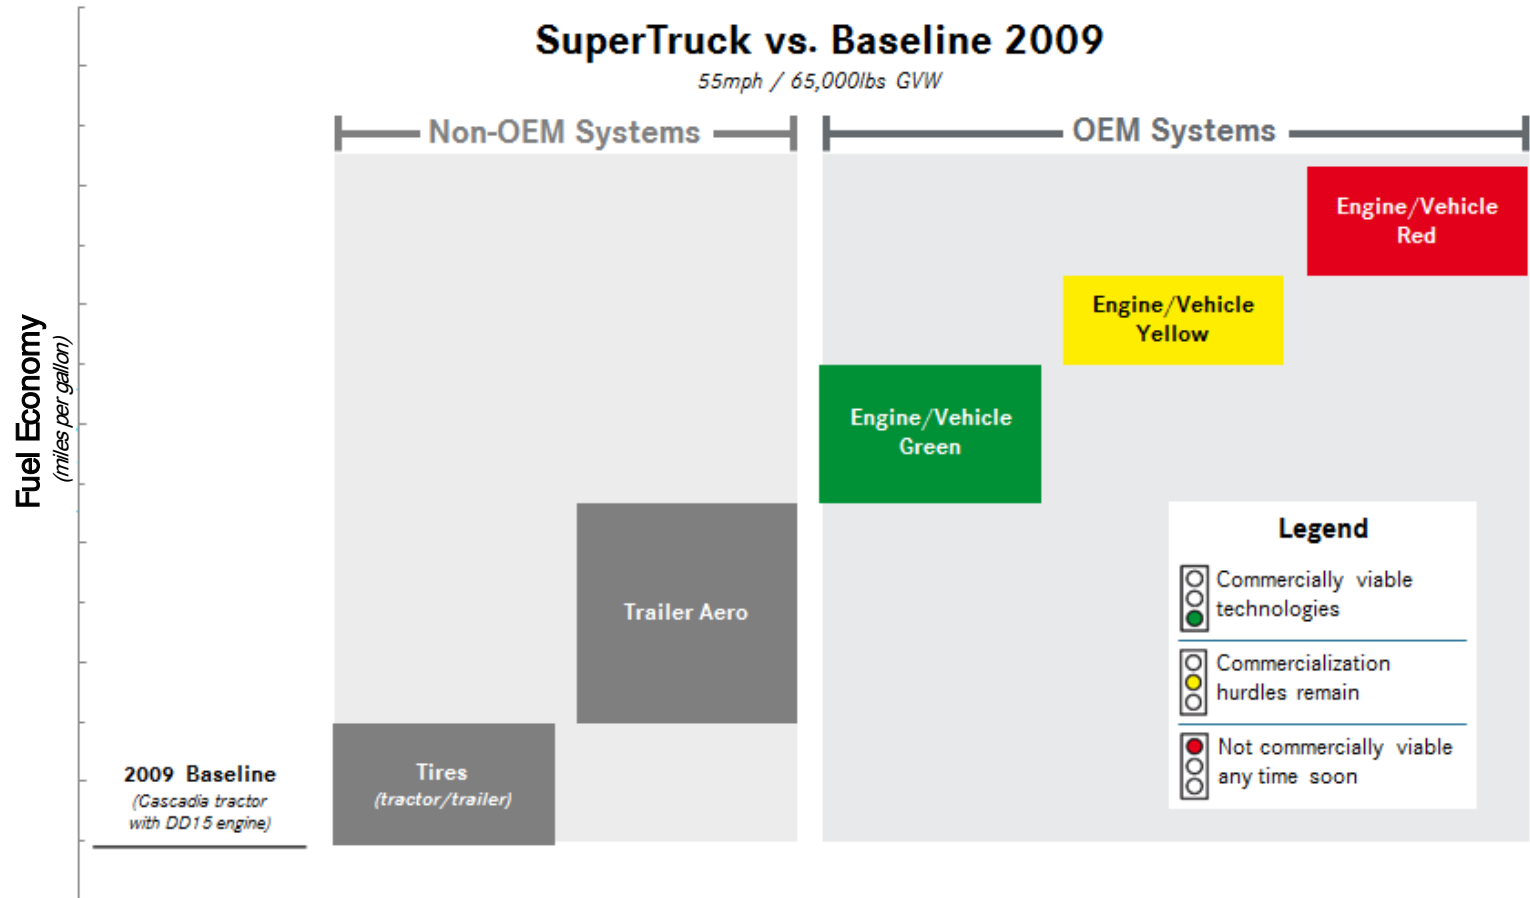 SuperTruck vs. Baseline 2009
55mph / 65,000lbs GVW
Non-OEM Systems
OEM Systems
Engine/Vehicle
Red
Engine/Vehicle
Yellow
Engine/Vehicle
Green
Fuel Economy
(miles per gallon)
Trailer Aero
Tires
(tractor/trailer)
2009 Baseline
(Cascadia tractor
with DD15 engine)
Legend
Commercially viable
technologies
Commercialization
hurdles remain
Not commercially viable
any time soon